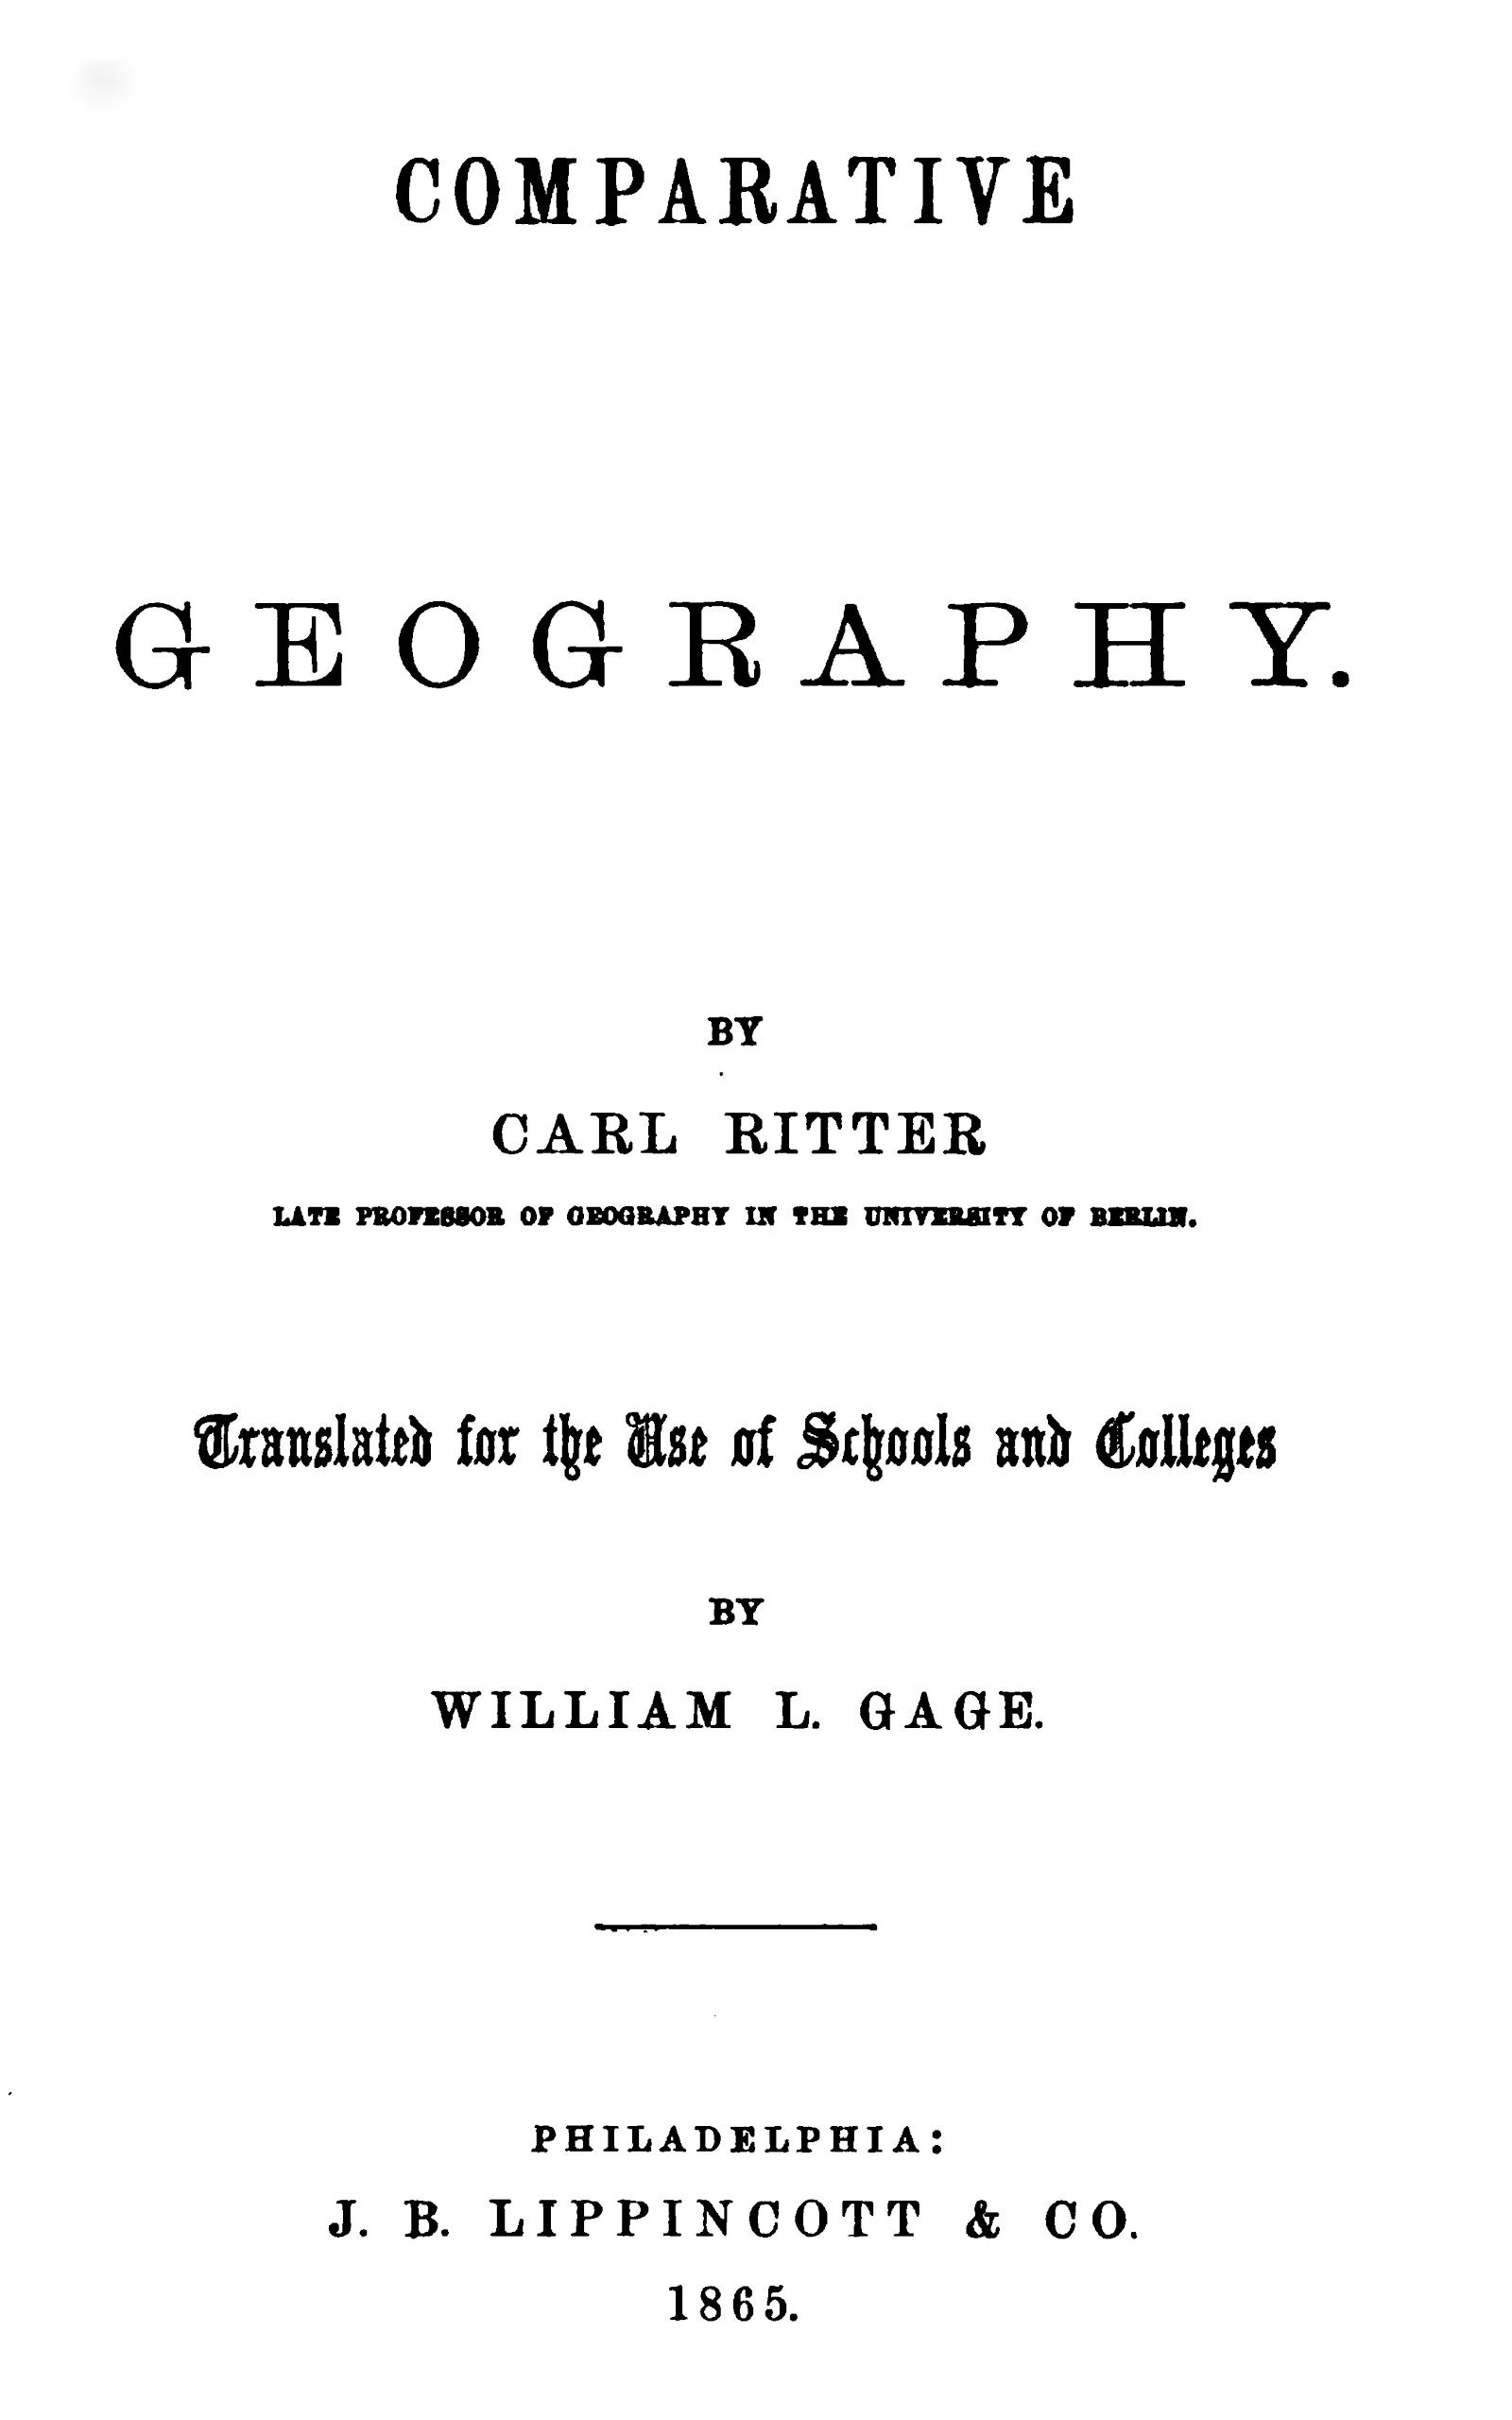 COMPARATIVE
GEOGRAPHY.
BY
CARL RITTER
LATE PROFESSOR OF GEOGRAPHY IN THE UNIVERSITY OF BERLIN.
Translated for the Use of Schools and Colleges
BY
WILLIAM L. GAGE.
PHILADELPHIA:
J. B. LIPPINCOTT & CO.
1865.